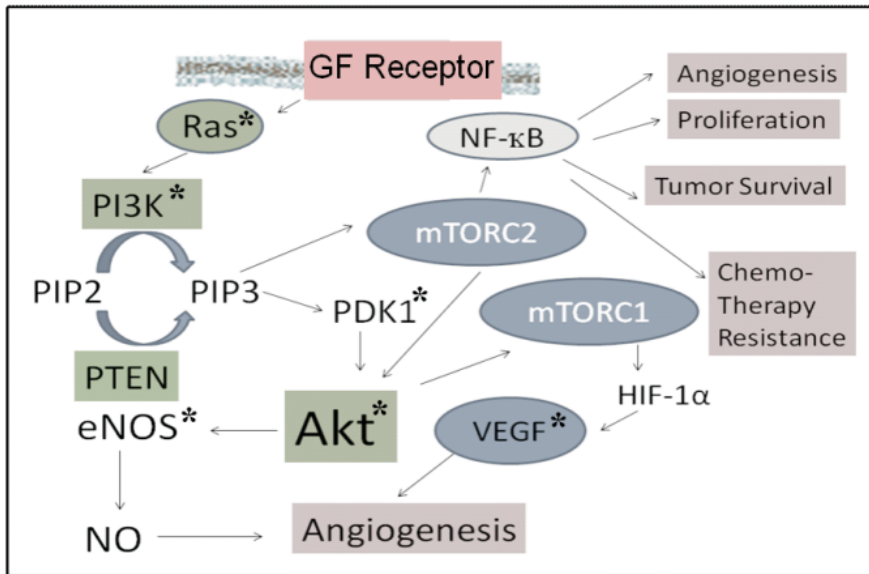 GF Receptor
Angiogenesis
Ras*
NF-κB
Proliferation
PI3K*
Tumor Survival
mTORC2
PIP2
PIP3
PDK1*
mTORC1
Chemo-
Therapy
Resistance
PTEN
HIF-1α
eNOS*
Akt*
VEGF*
NO
Angiogenesis